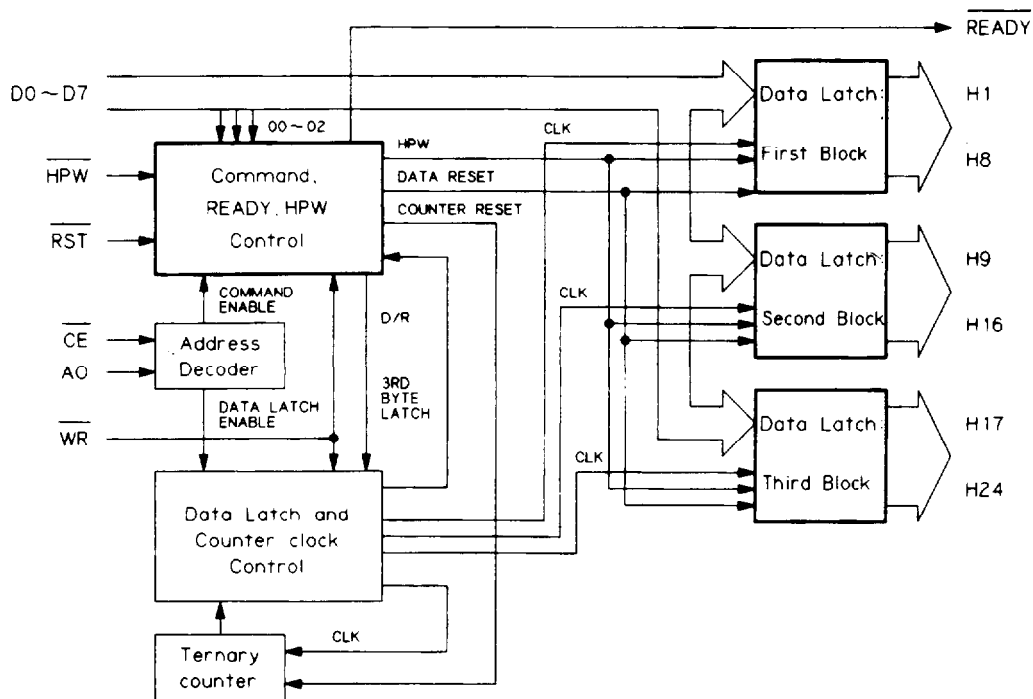 READY
D0~D7
00~02
HPW
RST
CE
AO
WR
Command,
READY, HPW
Control
COMMAND
ENABLE
Address
Decoder
DATA LATCH
ENABLE
Data Latch and
Counter clock
Control
Ternary
counter
HPW
DATA RESET
COUNTER RESET
D/R
3RD
BYTE
LATCH
CLK
CLK
CLK
CLK
Data Latch
First Block
H1
H8
Data Latch
Second Block
H9
H16
Data Latch
Third Block
H17
H24